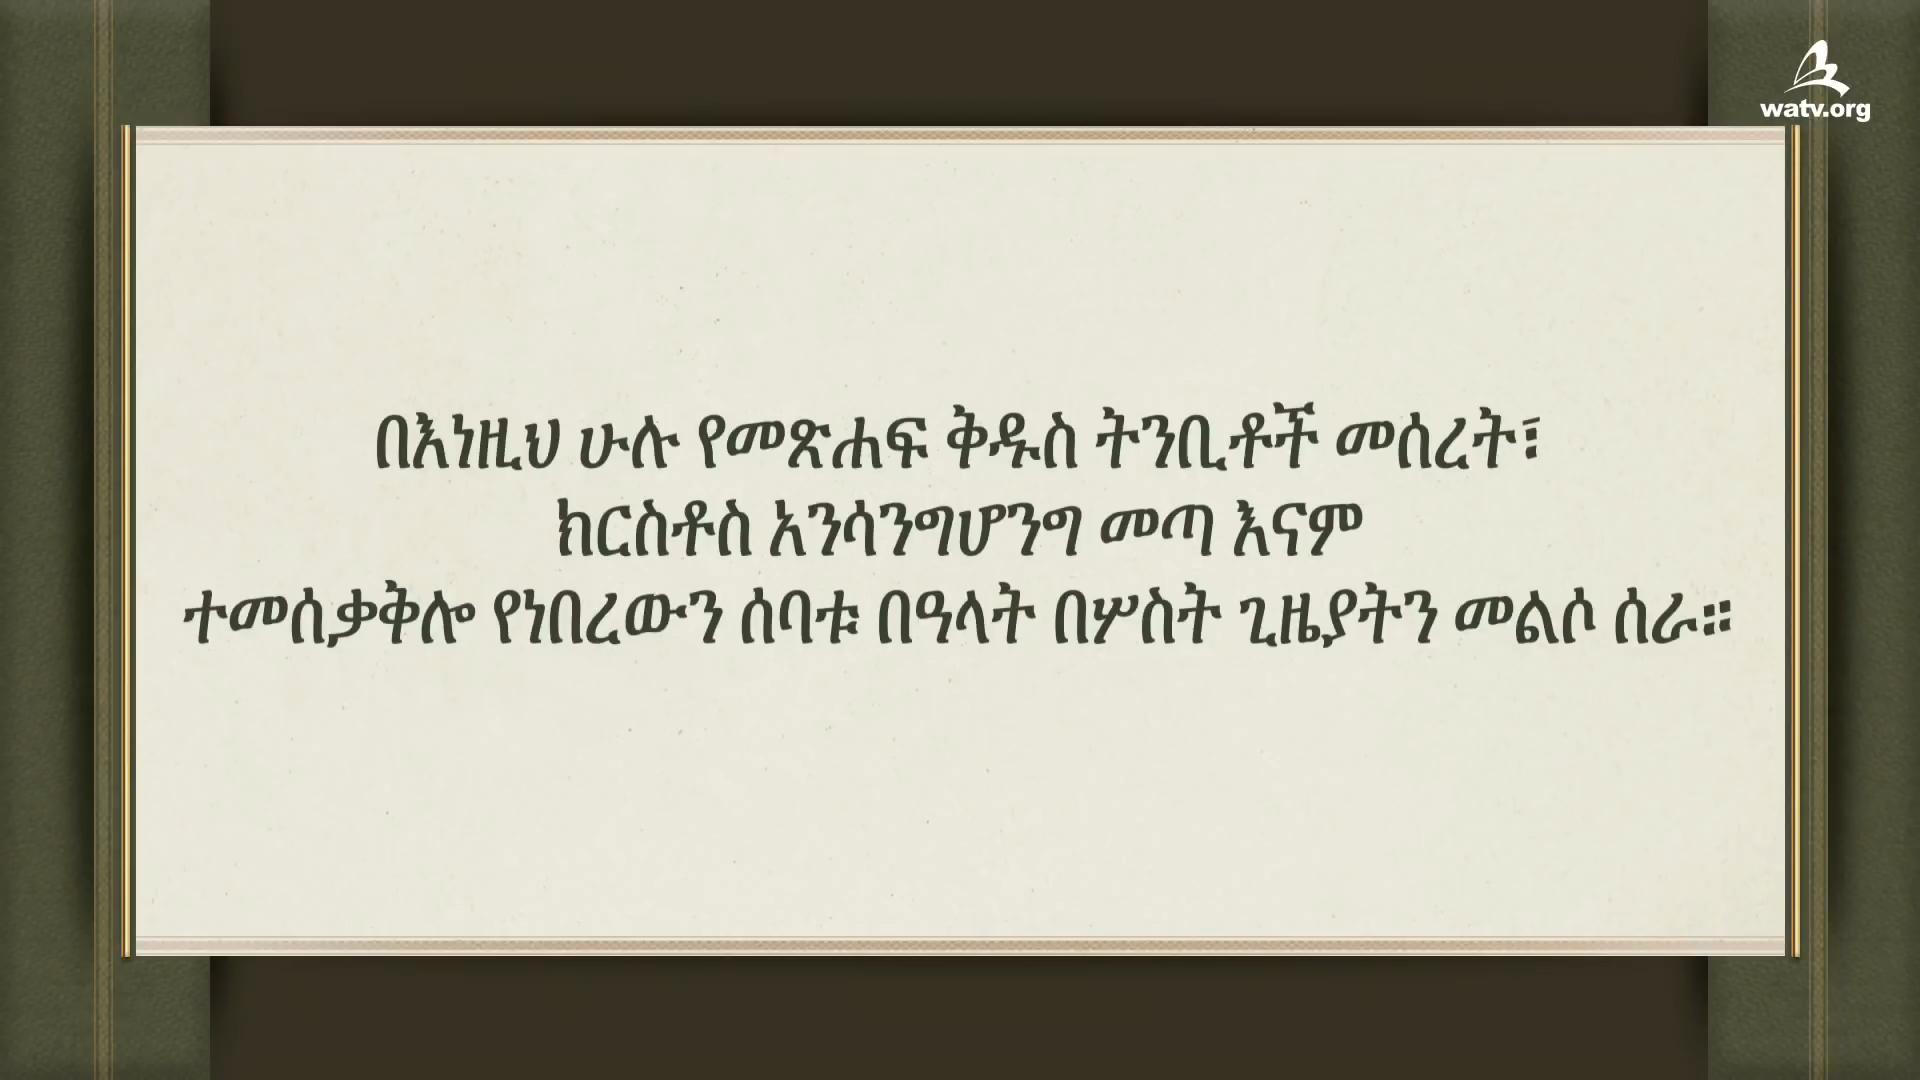 watv.org
በእነዚህ ሁሉ የመጽሐፍ ቅዱስ ትንቢቶች መሰረት፣
ክርስቶስ አንሳንግሆንግ መጣ እናም
ተመሰቃቅሎ የነበረውን ሰባቱ በዓላት በሦስት ጊዜያትን መልሶ ሰራ።